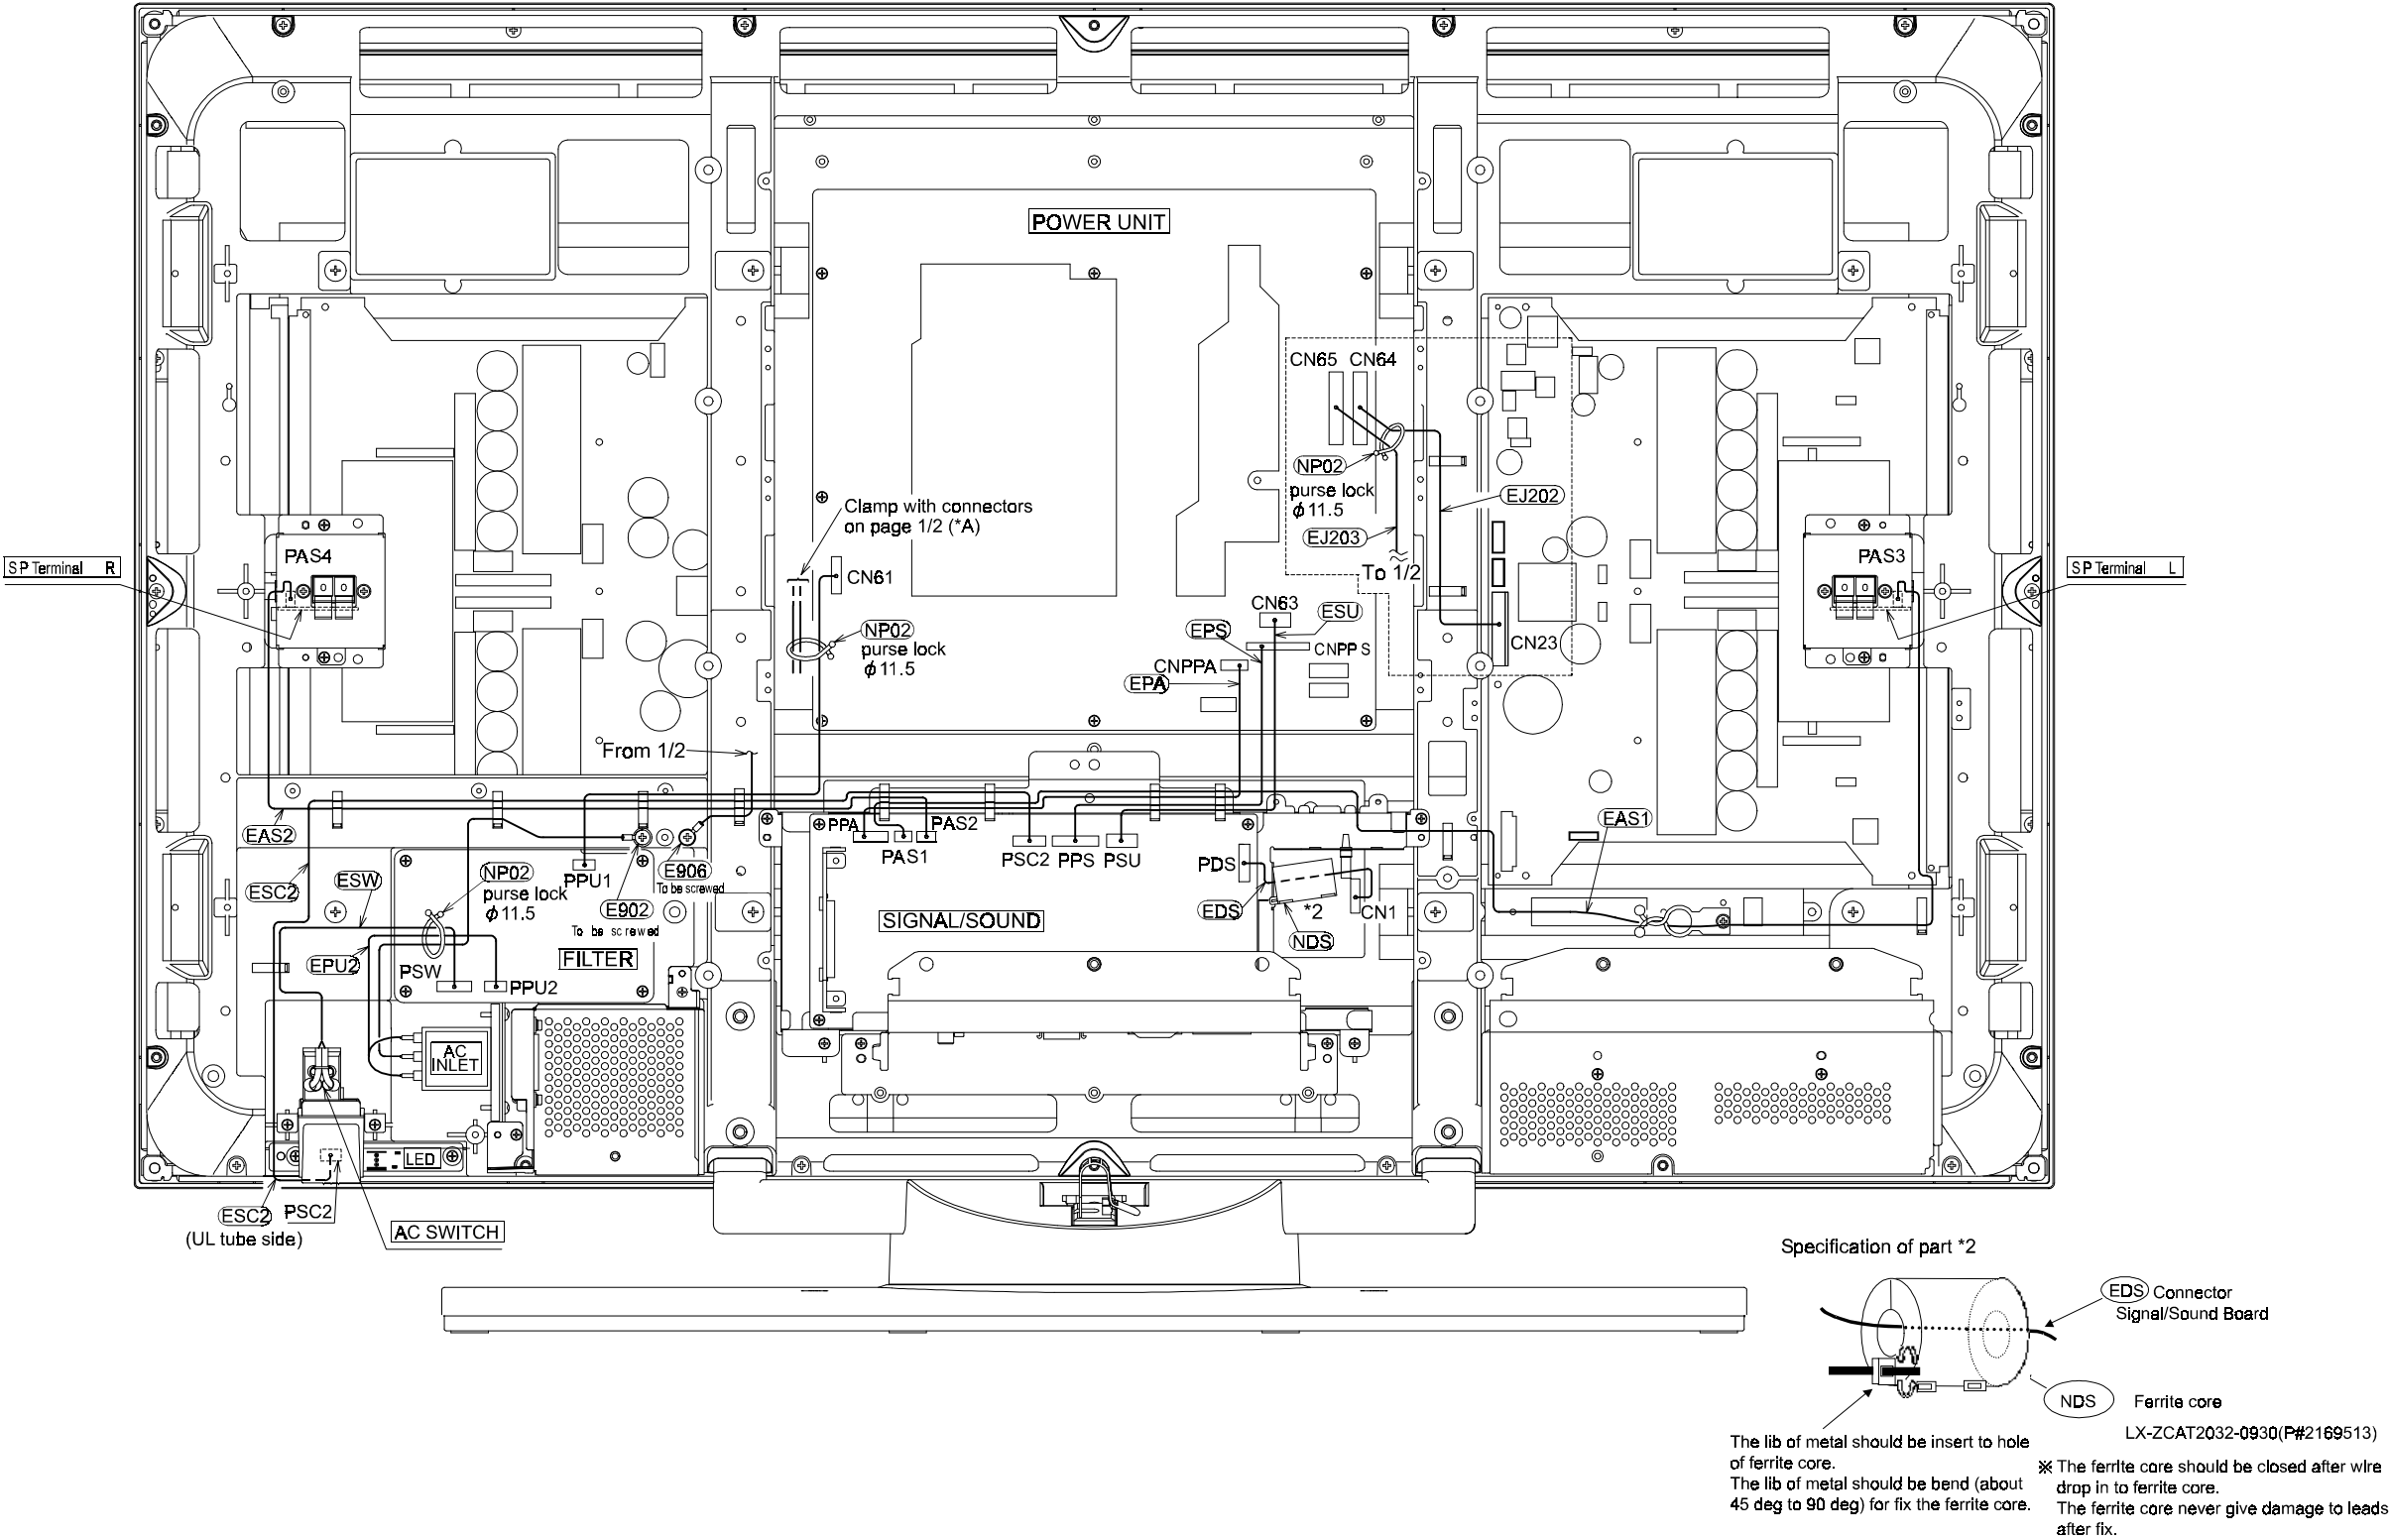 POWER UNIT
CN65 CN64
NP02
purse lock
ϕ11.5
EJ202
EJ203
To 1/2
Clamp with connectors
on page 1/2 (*A)
CN61
PAS4
PAS3
SP Terminal R
SP Terminal L
NP02
purse lock
ϕ11.5
CN63
ESU
EPS
CNPPS
CNPPA
EPA
CN23
From 1/2
EAS2
EAS1
PPA
PAS2
PAS1
PSC2
PPS
PSU
PDS
ESC2
ESW
NP02
purse lock
ϕ11.5
PPU1
E906
To be screwed
E902
To be screwed
SIGNAL/SOUND
EDS
*2
CN1
NDS
EPU2
PSW
FILTER
PPU2
AC
INLET
LED
ESC2
PSC2
(UL tube side)
AC SWITCH
Specification of part *2
EDS Connector
Signal/Sound Board
NDS Ferrite core
LX-ZCAT2032-0930(P#2169513)
The lib of metal should be insert to hole
of ferrite core.
The lib of metal should be bend (about
45 deg to 90 deg) for fix the ferrite core.
※ The ferrite core should be closed after wire
drop in to ferrite core.
The ferrite core never give damage to leads
after fix.